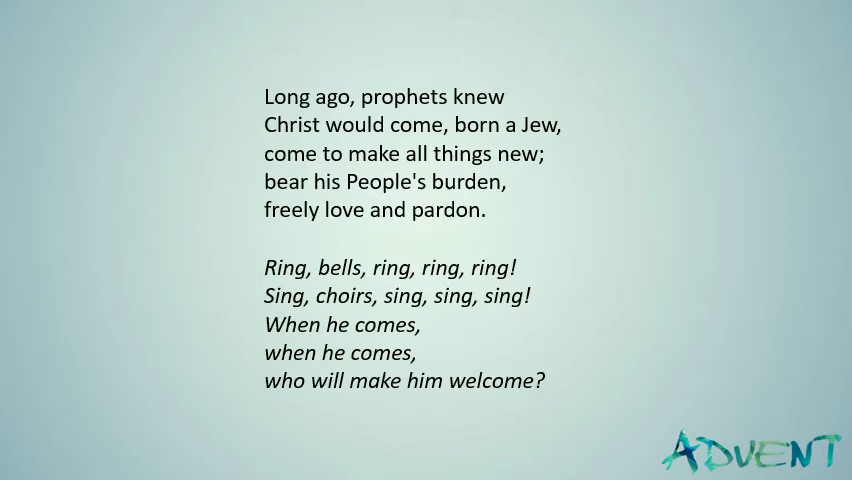 Long ago, prophets knew
Christ would come, born a Jew,
come to make all things new;
bear his People's burden,
freely love and pardon.
Ring, bells, ring, ring, ring!
Sing, choirs, sing, sing, sing!
When he comes,
when he comes,
who will make him welcome?
ADVENT